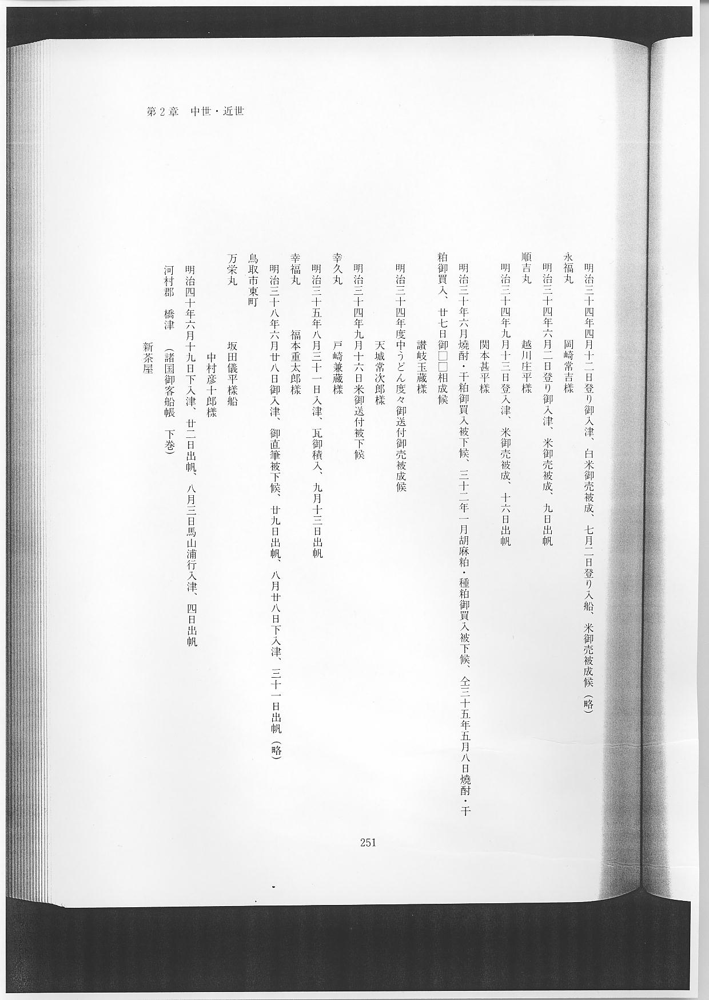 第2章　中世・近世
明治三十四年四月十二日登り御入津、白米御売被成、七月二日登り入船、米御売被成候（略）
永福丸　　　　　岡崎常吉様
明治三十四年六月二日登り御入津、米御売被成、九日出帆
順吉丸　　　　　越川庄平様
明治三十四年九月十三日登入津、米御売被成、十六日出帆
関本甚平様
明治三十年六月焼酎・干粕御買入被下候、三十二年一月胡麻粕・種粕御買入被下候、仝三十五年五月八日焼酎・干
粕御買入、廿七日御□□相成候
讃岐玉蔵様
明治三十四年度中うどん度々御送付御売被成候
天城常次郎様
明治三十四年九月十六日米御送付被下候
幸久丸　　　　　戸崎兼蔵様
明治三十五年八月三十一日入津、瓦御積入、九月十三日出帆
幸福丸　　　　福本重太郎様
明治三十八年六月廿八日御入津、御直筆被下候、廿九日出帆、八月廿八日下入津、三十一日出帆（略）
鳥取市東町
万栄丸　　　　　坂田儀平様船
中村彦十郎様
明治四十年六月十九日下入津、廿二日出帆、八月三日馬山浦行入津、四日出帆
河村郡　橋津　（諸国御客船帳　下巻）
新茶屋
251